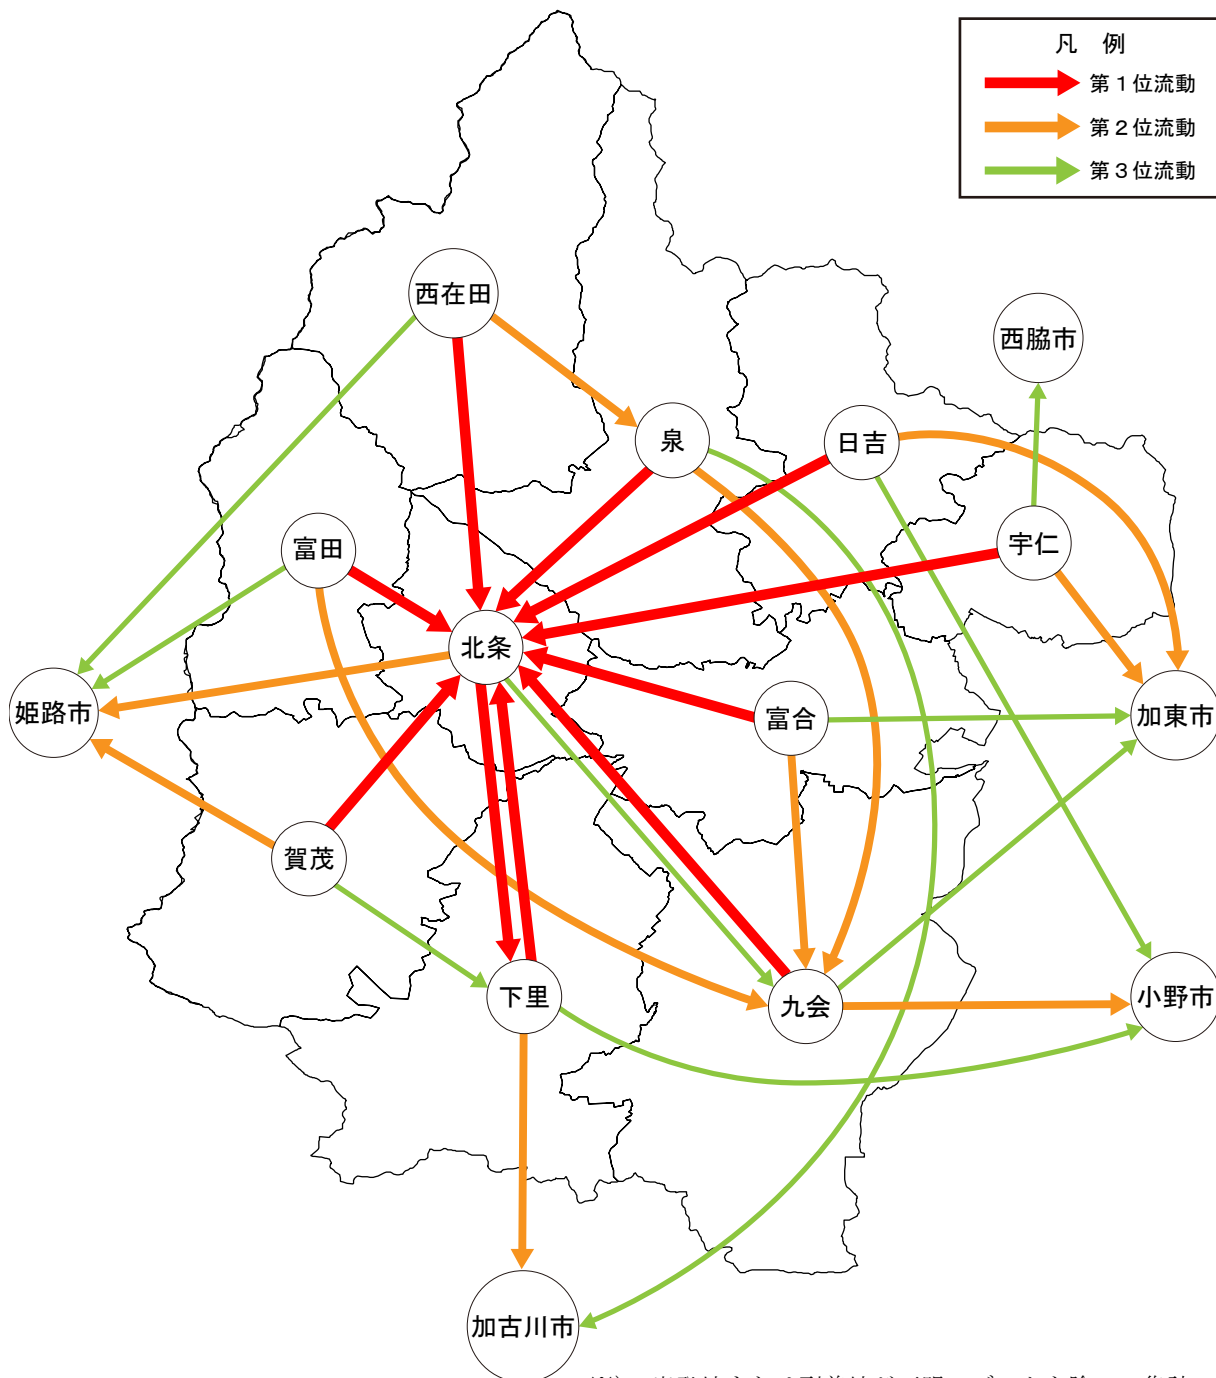 凡　例
第１位流動
第２位流動
第３位流動
西在田
西脇市
泉
日吉
富田
宇仁
北条
姫路市
富合
加東市
賀茂
下里
九会
小野市
加古川市